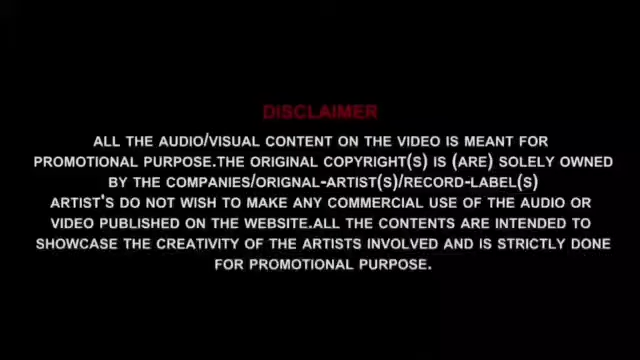 DISCLAIMER
ALL THE AUDIO/VISUAL CONTENT ON THE VIDEO IS MEANT FOR
PROMOTIONAL PURPOSE.THE ORIGINAL COPYRIGHT(S) IS (ARE) SOLELY OWNED
BY THE COMPANIES/ORIGNAL-ARTIST(S)/RECORD-LABEL(S)
ARTIST'S DO NOT WISH TO MAKE ANY COMMERCIAL USE OF THE AUDIO OR
VIDEO PUBLISHED ON THE WEBSITE.ALL THE CONTENTS ARE INTENDED TO
SHOWCASE THE CREATIVITY OF THE ARTISTS INVOLVED AND IS STRICTLY DONE
FOR PROMOTIONAL PURPOSE.